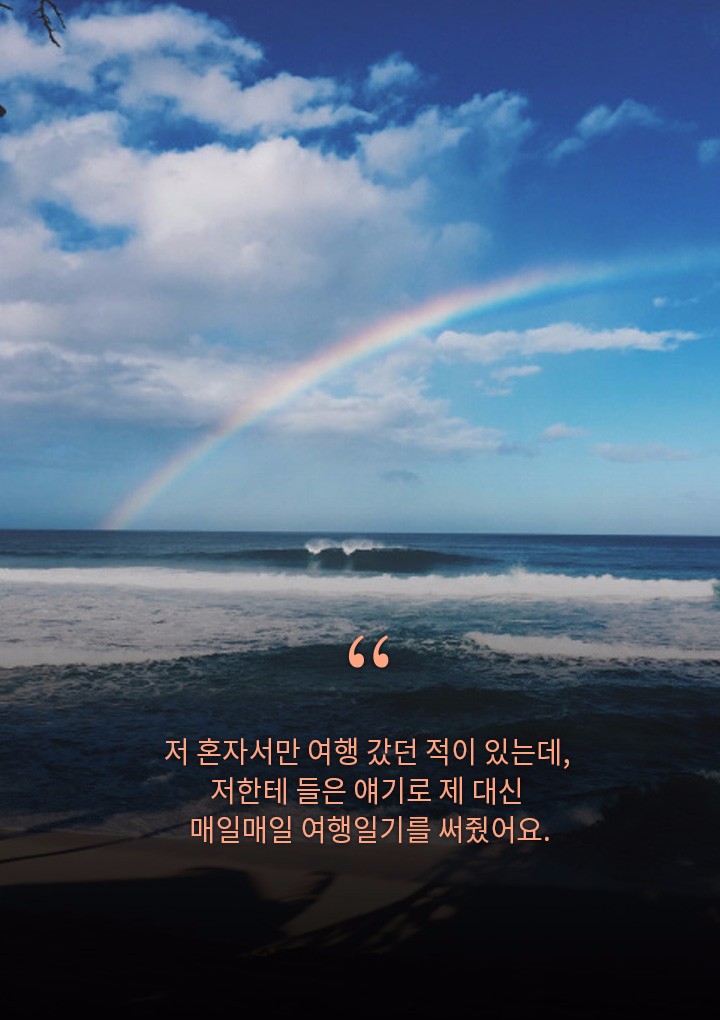 “
저 혼자서만 여행 갔던 적이 있는데,
저한테 들은 얘기로 제 대신
매일매일 여행일기를 써줬어요.